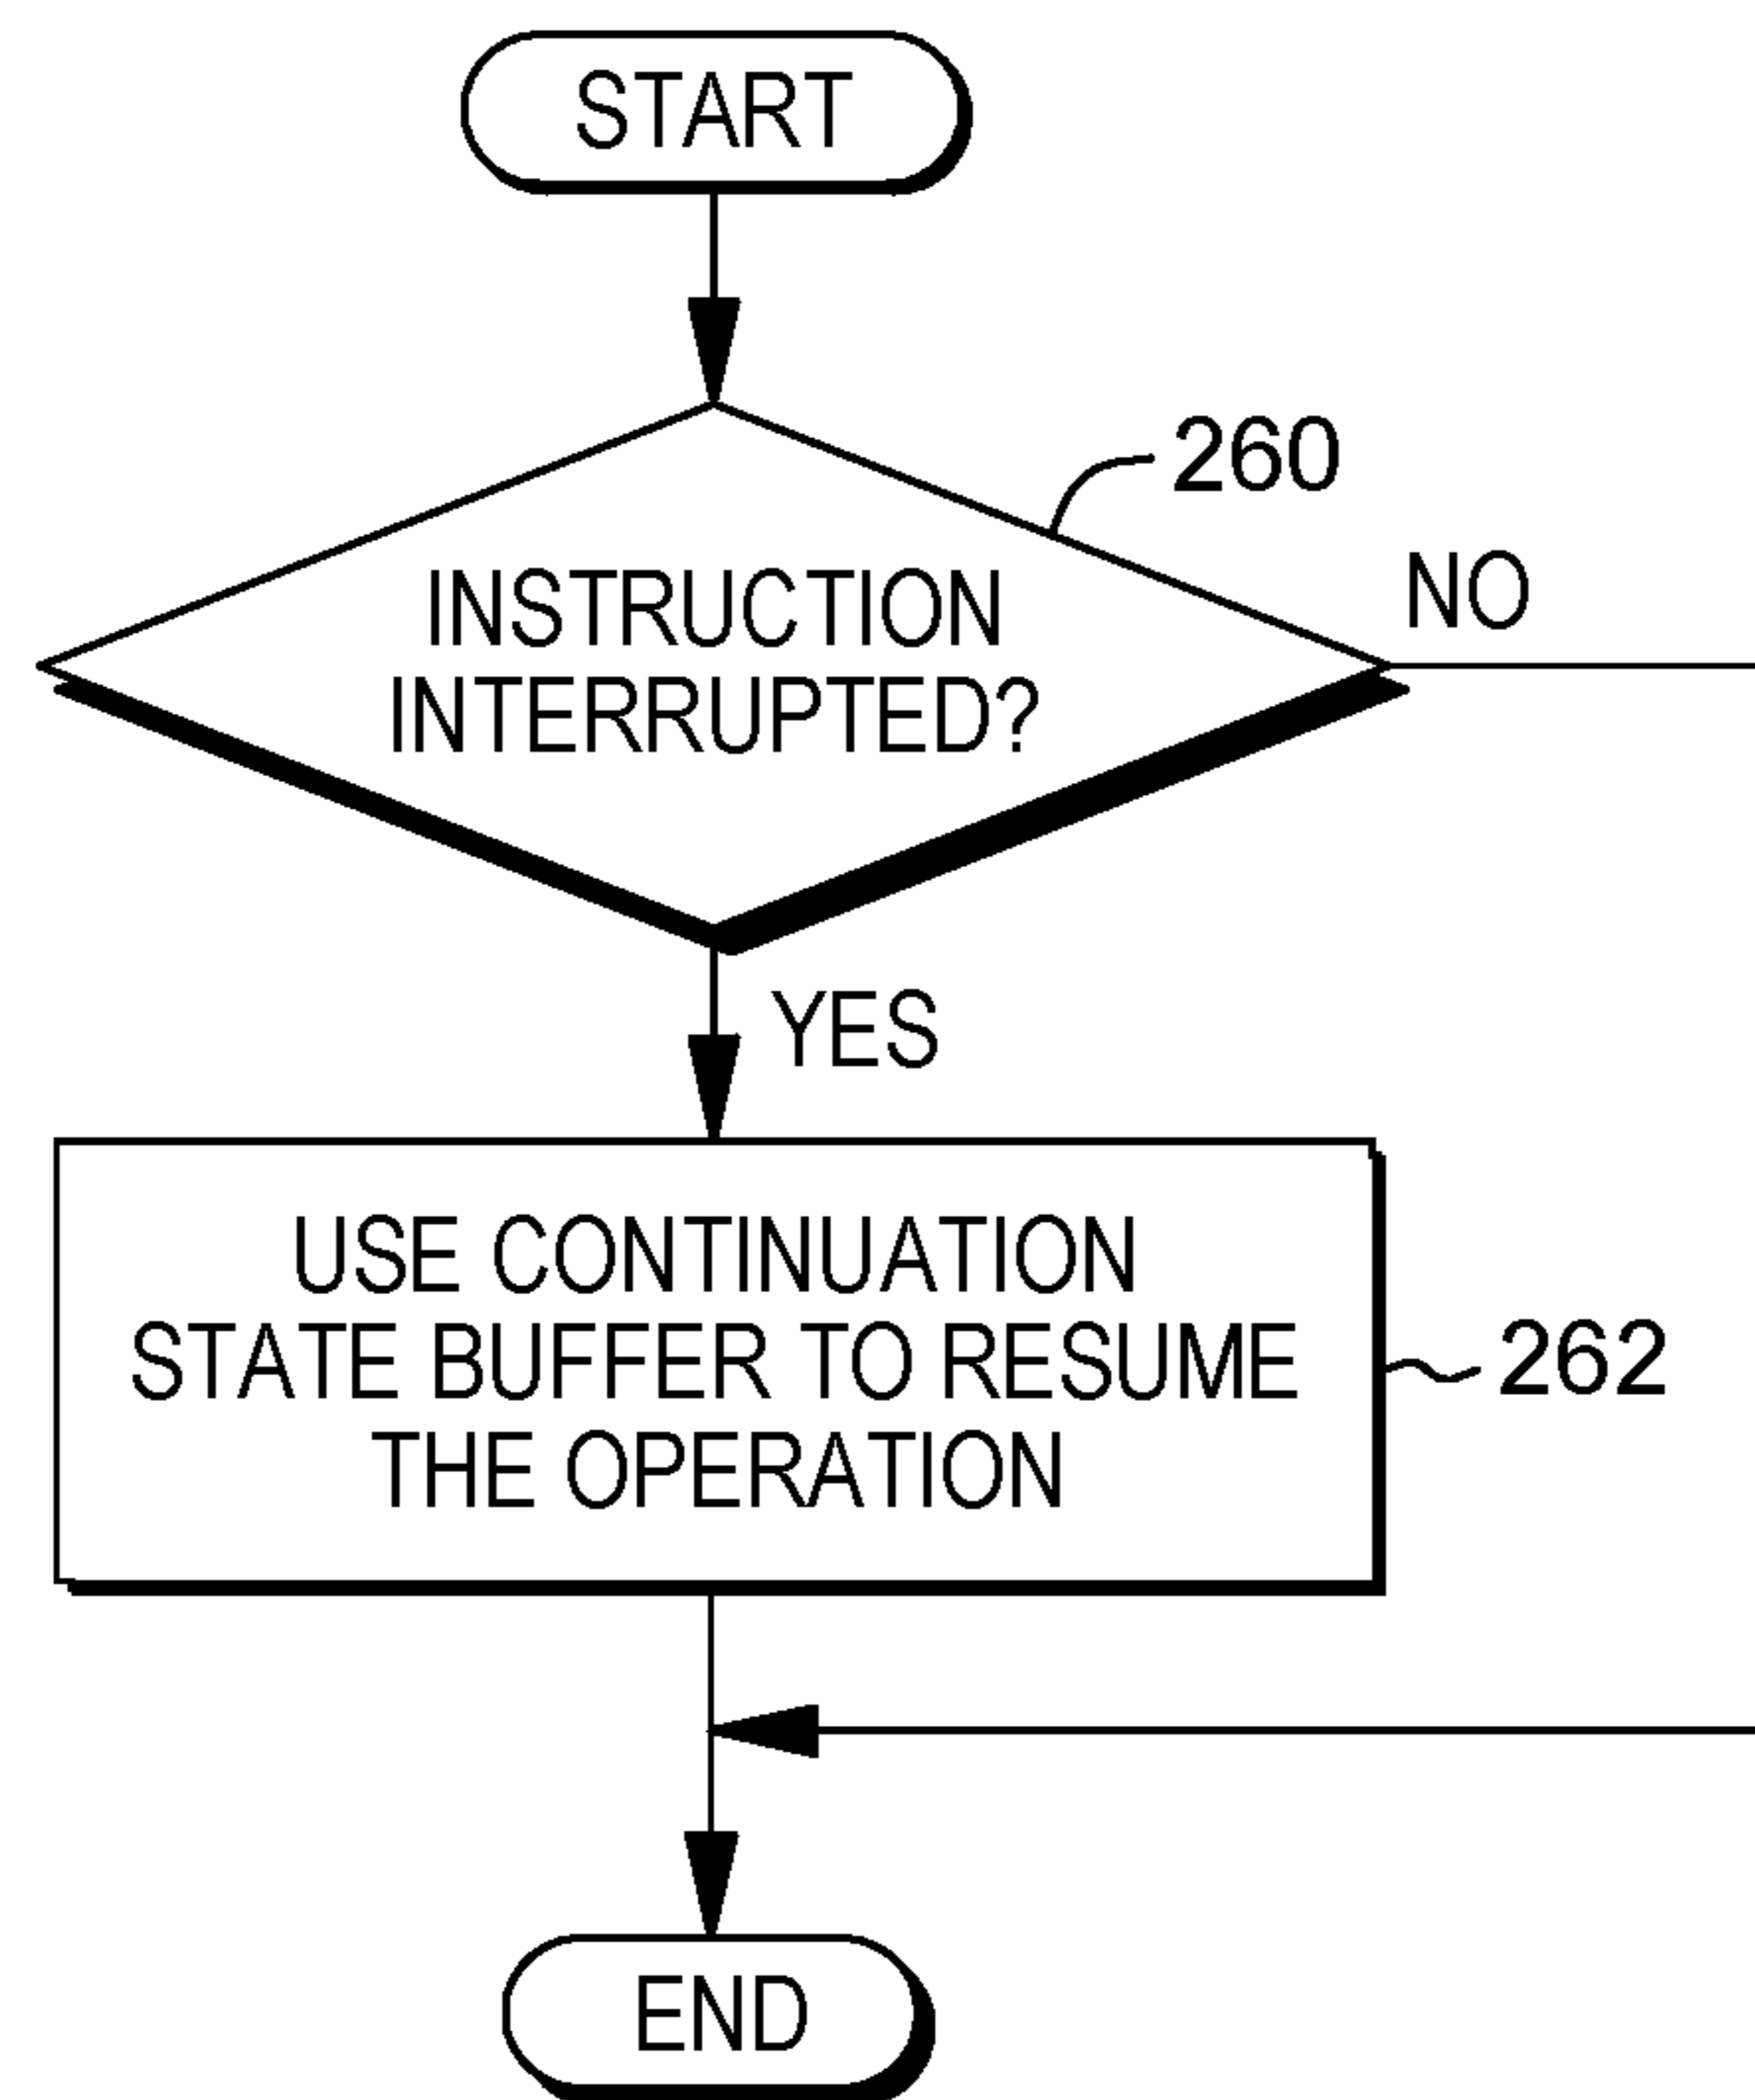 START
260
INSTRUCTION
INTERRUPTED?
NO
YES
USE CONTINUATION
STATE BUFFER TO RESUME
THE OPERATION
262
END